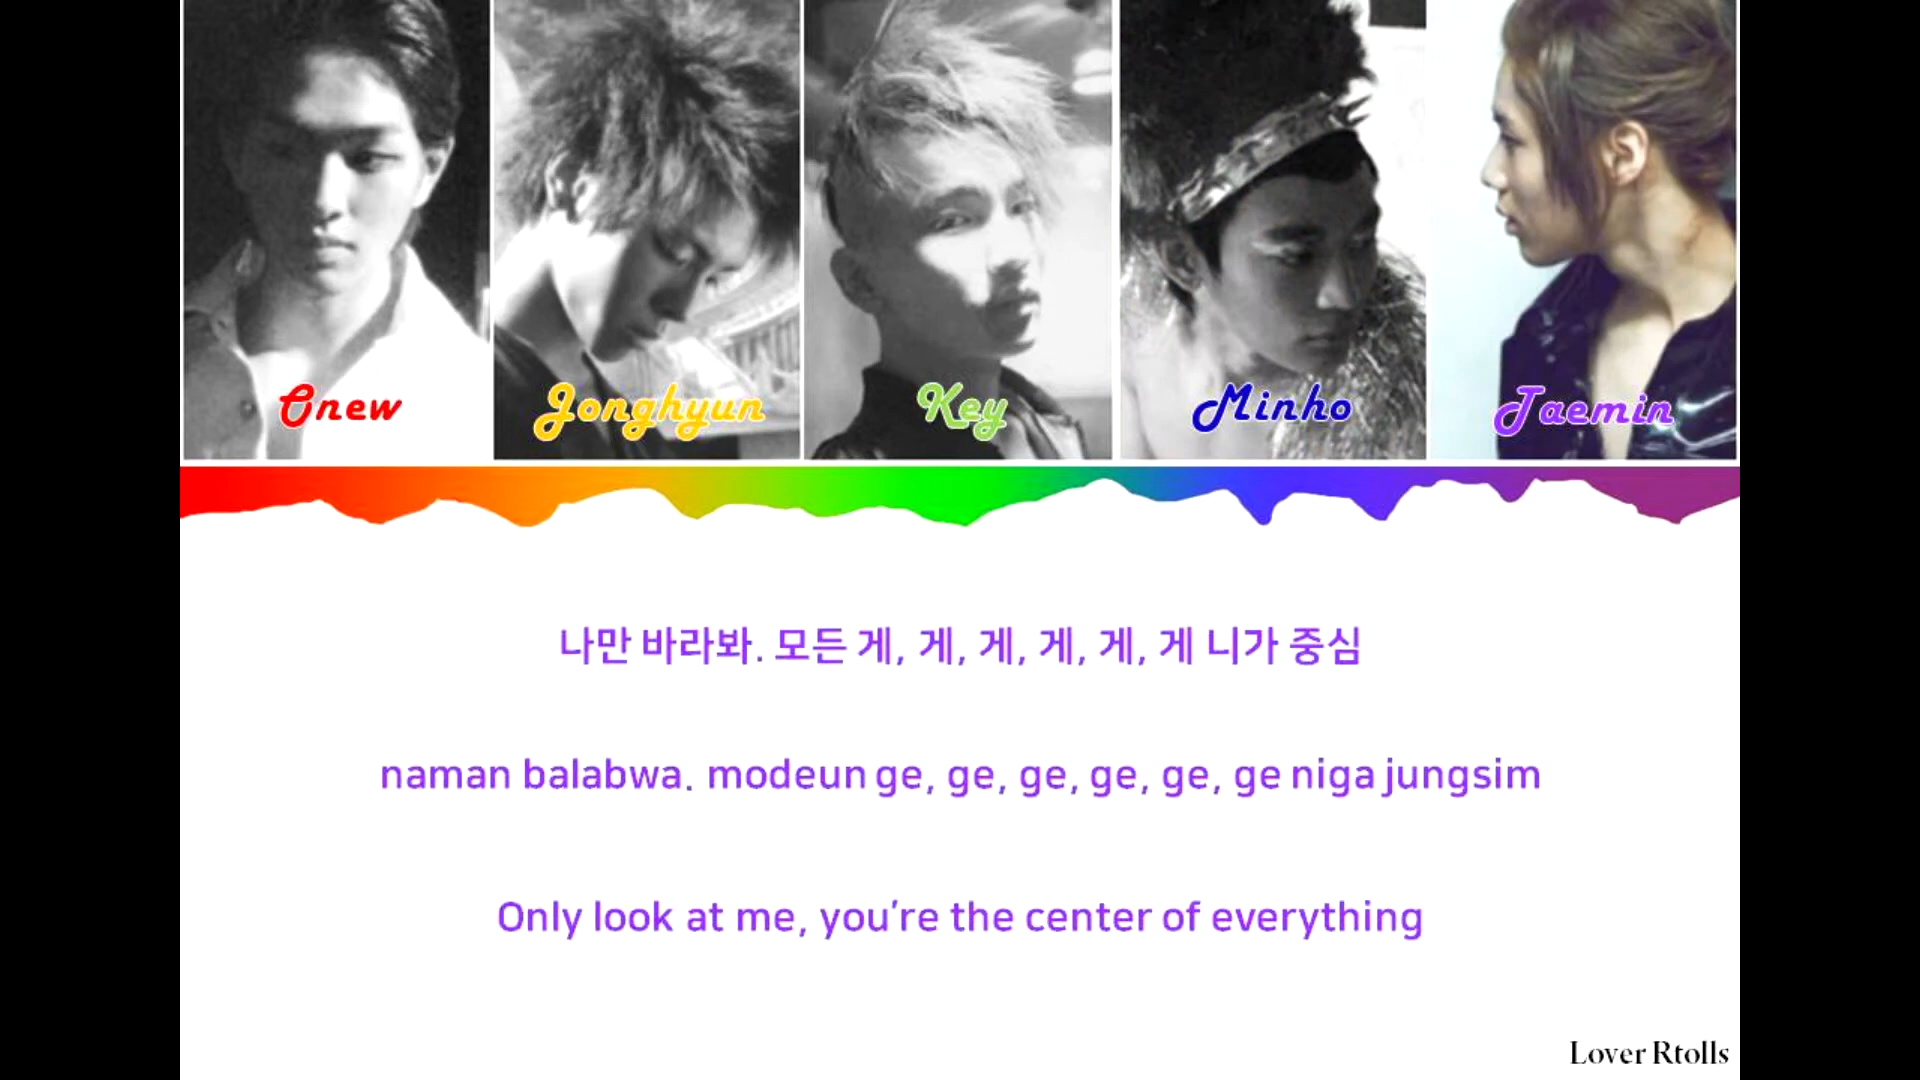 Onew
Jonghyun
Key
Minho
Taemin
나만 바라봐. 모든 게, 게, 게, 게, 게, 게 니가 중심
naman balabwa. modeun ge, ge, ge, ge, ge, ge niga jungsim
Only look at me, you're the center of everything
Lover Rtolls